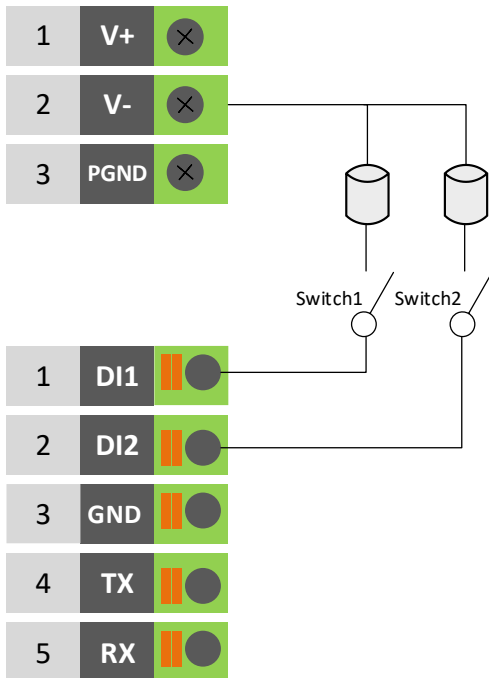 1 V+
2 V-
3 PGND
Switch1 Switch2
1 DI1
2 DI2
3 GND
4 TX
5 RX